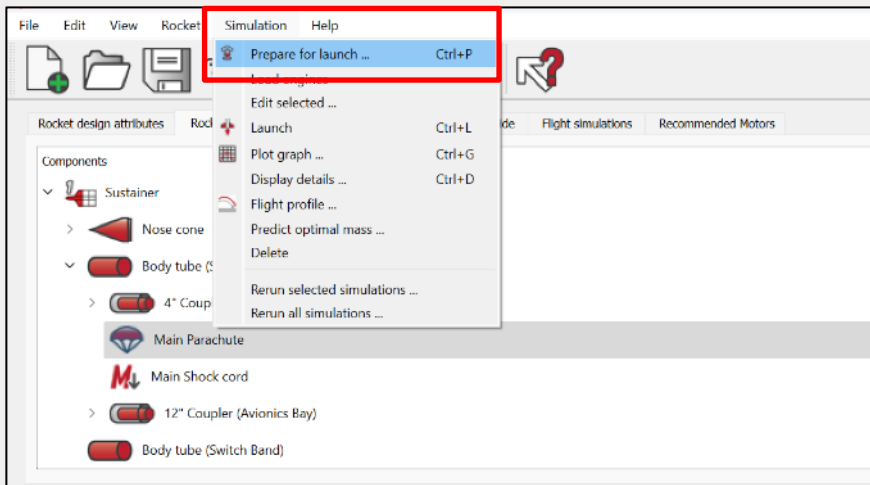 File Edit View Rocket Simulation Help
Prepare for launch ... Ctrl+P
Load engines
Edit selected ...
Rocket design attributes Flight simulations Recommended Motors
Launch Ctrl+L
Components
Plot graph ... Ctrl+G
Display details ... Ctrl+D
Sustainer
Flight profile ...
Nose cone
Predict optimal mass ...
Delete
Body tube
Rerun selected simulations ...
4" Coup
Rerun all simulations ...
Main Parachute
Main Shock cord
12" Coupler (Avionics Bay)
Body tube (Switch Band)